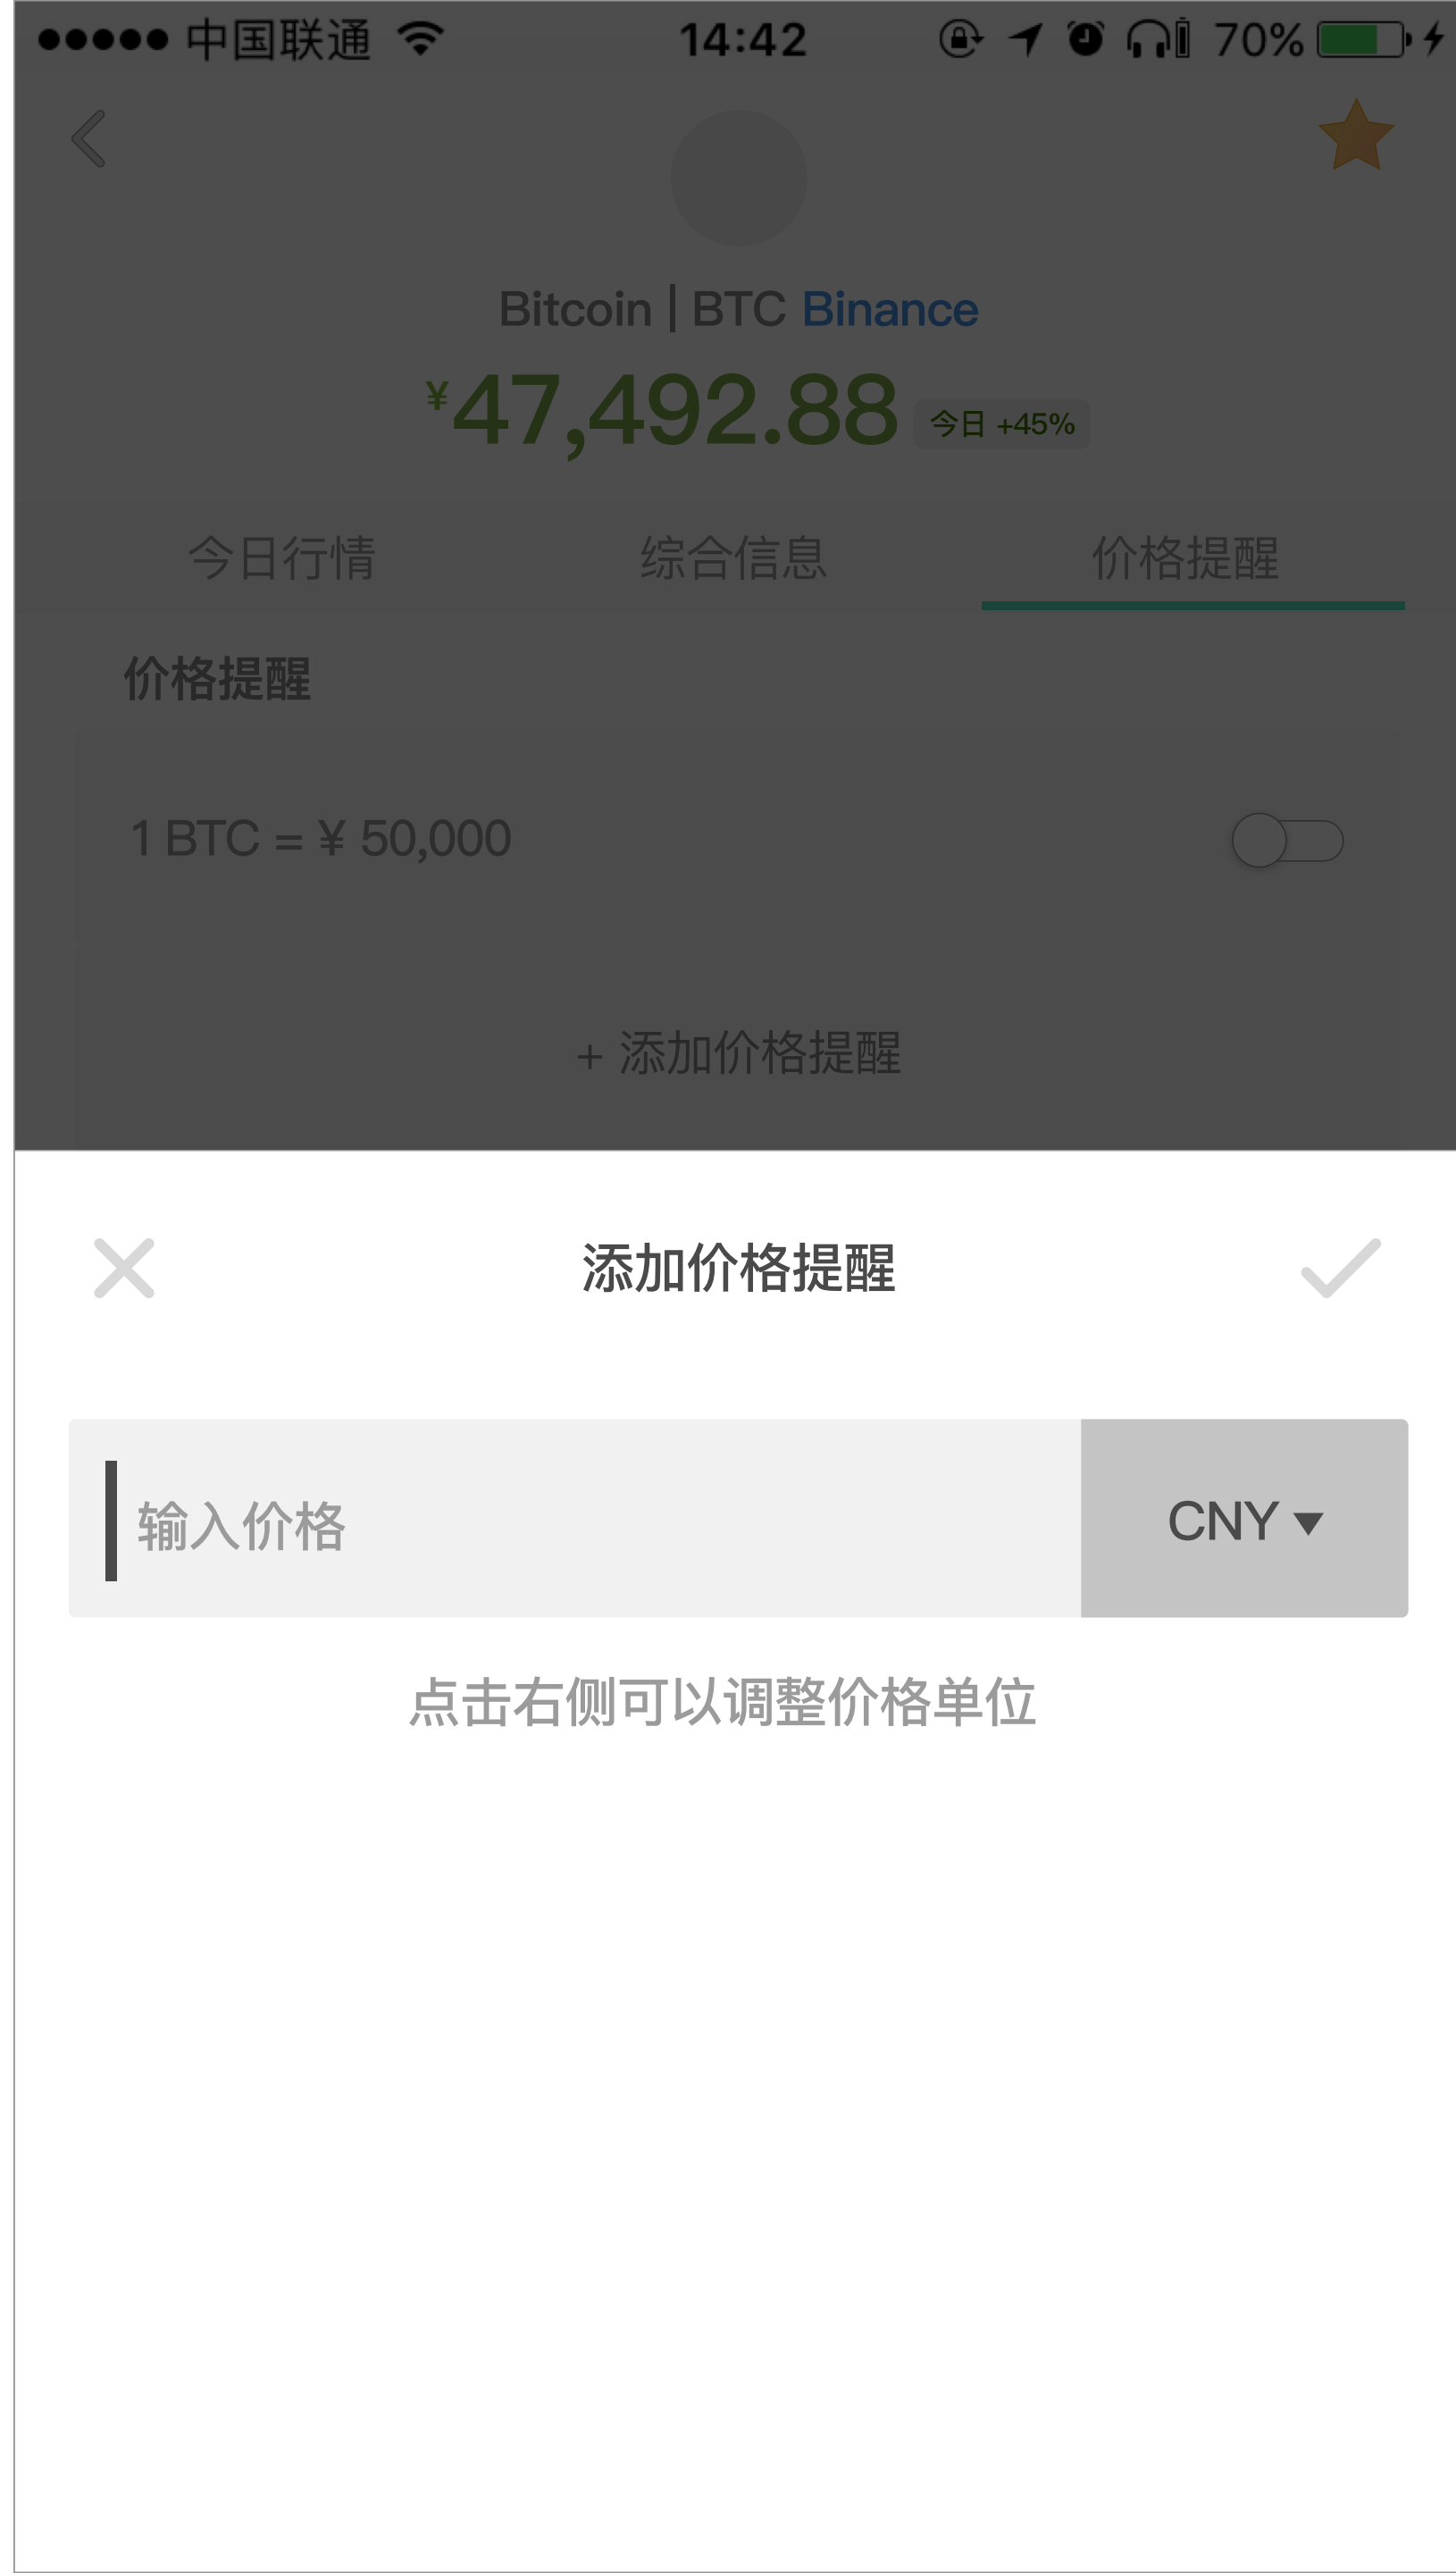 中国联通 14:42 70%
Bitcoin | BTC Binance
¥47,492.88 今日 +45%
今日行情 综合信息 价格提醒
价格提醒
1 BTC = ¥ 50,000
+ 添加价格提醒
添加价格提醒
输入价格 CNY
点击右侧可以调整价格单位